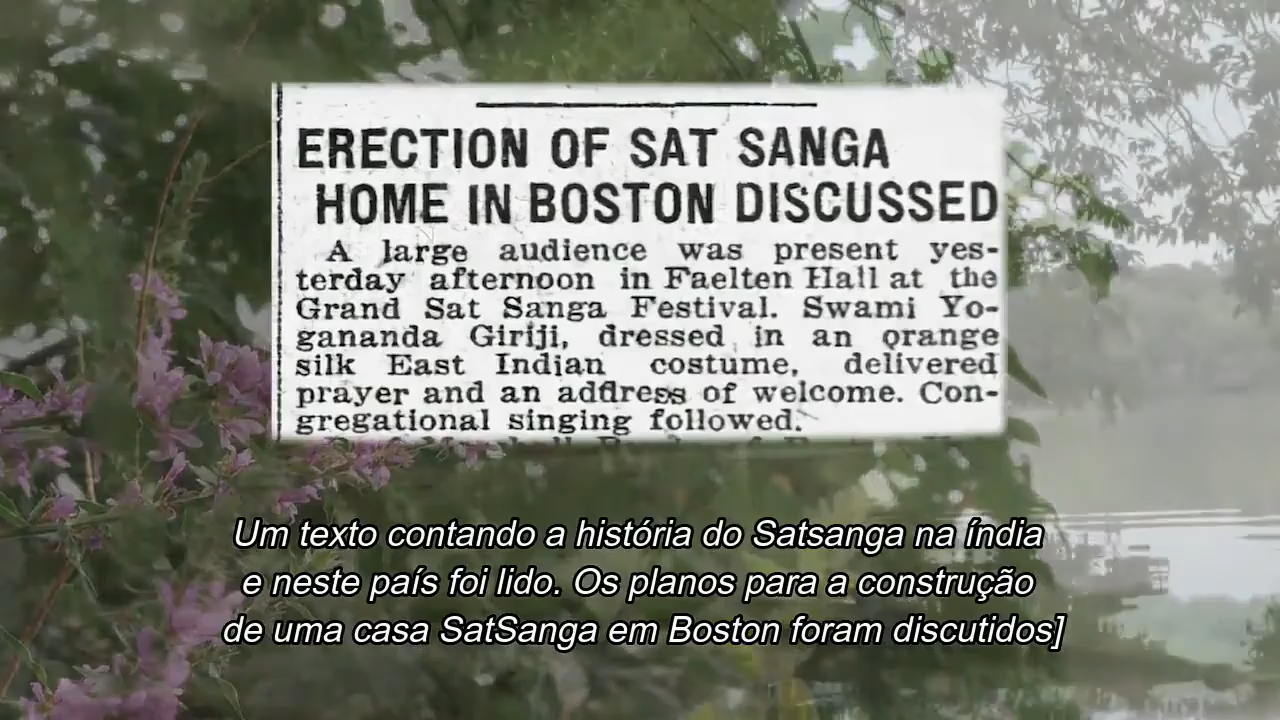 ERECTION OF SAT SANGA
HOME IN BOSTON DISCUSSED
A large audience was present yes-
terday afternoon in Faelten Hall at the
Grand Sat Sanga Festival. Swami Yo-
gananda Giriji, dressed in an orange
silk East Indian costume, delivered
prayer and an address of welcome. Con-
gregational singing followed.
Um texto contando a história do Satsanga na índia
e neste país foi lido. Os planos para a construção
de uma casa SatSanga em Boston foram discutidos]